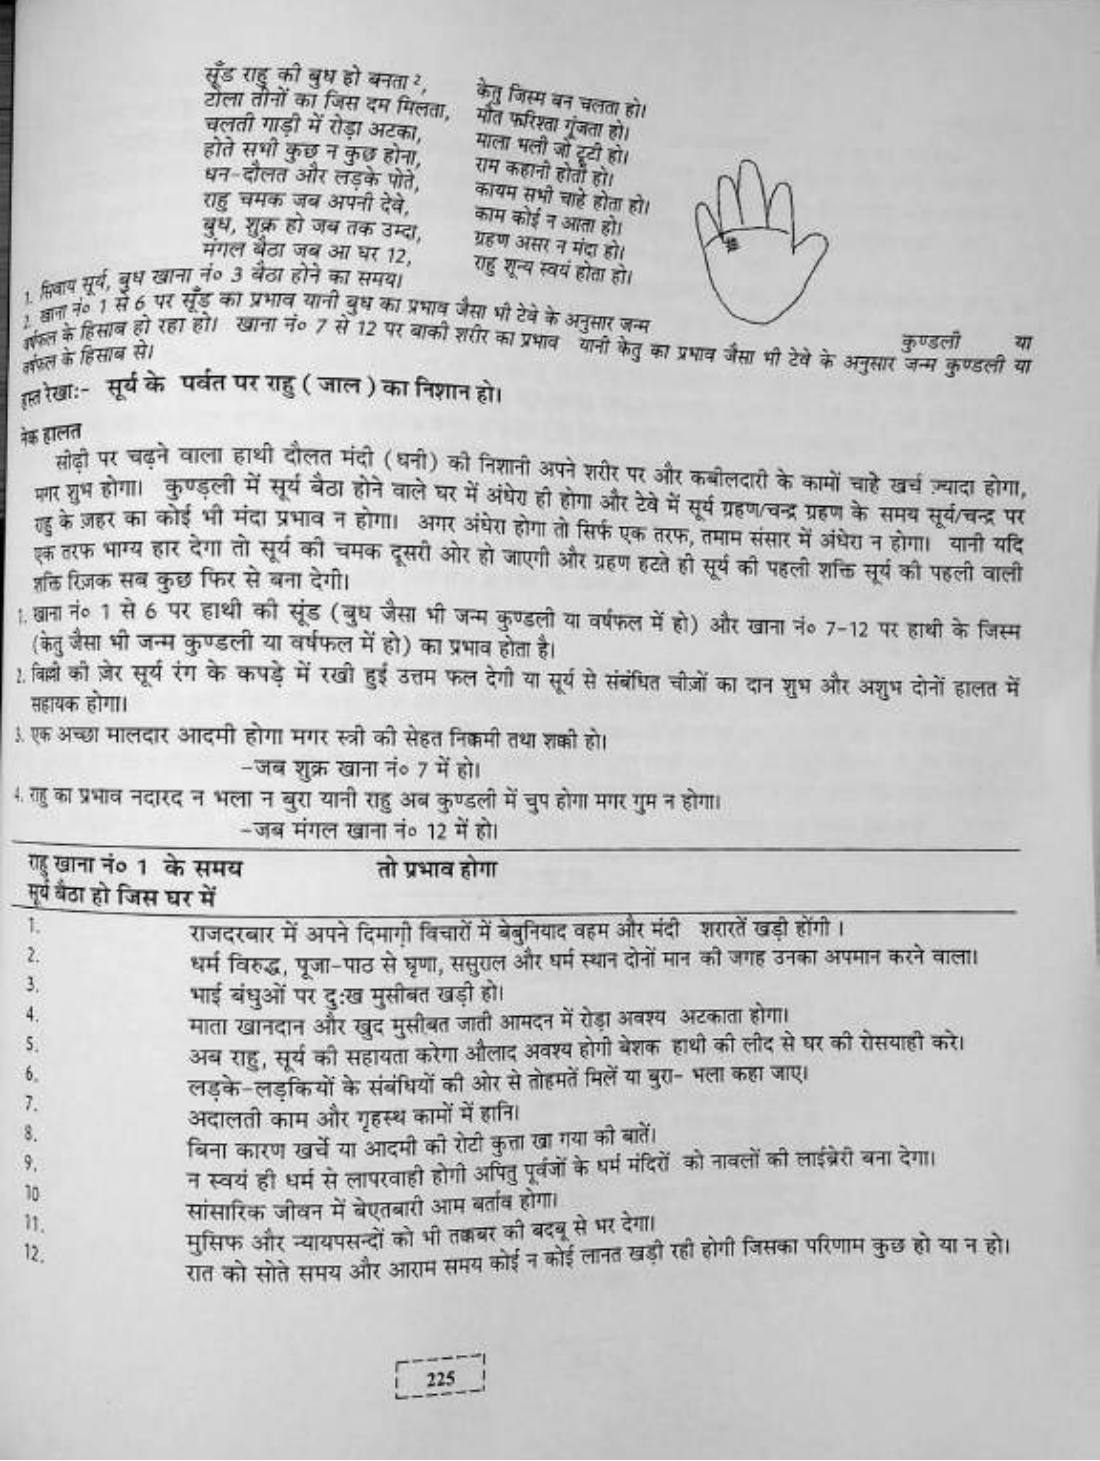 सूँड राहु की बुध हो बनता 2, केतु जिस्म बन चलता हो।
टोला तीनों का जिस दम मिलता, मौत फरिश्ता गूंजता हो।
चलती गाड़ी में रोड़ा अटका, माला भली जो टूटी हो।
होते सभी कुछ न कुछ होना, राम कहानी होती हो।
धन-दौलत और लड़के पोते, कायम सभी चाहे होता हो।
राहु चमक जब अपनी देवे, काम कोई न आता हो।
बुध, शुक्र हो जब तक उम्दा, ग्रहण असर न मंदा हो।
मंगल बैठा जब आ घर 12, राहु शून्य स्वयं होता हो।
1. सिवाय सूर्य, बुध खाना नं० 3 बैठा होने का समय।
2. खाना नं० 1 से 6 पर सूँड का प्रभाव यानी बुध का प्रभाव जैसा भी टेवे के अनुसार जन्म कुण्डली या
वर्षफल के हिसाब हो रहा हो। खाना नं० 7 से 12 पर बाकी शरीर का प्रभाव यानी केतु का प्रभाव जैसा भी टेवे के अनुसार जन्म कुण्डली या
वर्षफल के हिसाब से।
हस्त रेखा:- सूर्य के पर्वत पर राहु ( जाल ) का निशान हो।
नेक हालत
सीढ़ी पर चढ़ने वाला हाथी दौलत मंदी (धनी) की निशानी अपने शरीर पर और कबीलदारी के कामों चाहे खर्च ज़्यादा होगा,
मगर शुभ होगा। कुण्ड़ली में सूर्य बैठा होने वाले घर में अंधेरा ही होगा और टेवे में सूर्य ग्रहण/चन्द्र ग्रहण के समय सूर्य/चन्द्र पर
राहु के ज़हर का कोई भी मंदा प्रभाव न होगा। अगर अंधेरा होगा तो सिर्फ एक तरफ, तमाम संसार में अंधेरा न होगा। यानी यदि
एक तरफ भाग्य हार देगा तो सूर्य की चमक दूसरी ओर हो जाएगी और ग्रहण हटते ही सूर्य की पहली शक्ति सूर्य की पहली वाली
शक्ति रिज़क सब कुछ फिर से बना देगी।
1. खाना नं० 1 से 6 पर हाथी की सूंड (बुध जैसा भी जन्म कुण्डली या वर्षफल में हो) और खाना नं० 7-12 पर हाथी के जिस्म
(केतु जैसा भी जन्म कुण्डली या वर्षफल में हो) का प्रभाव होता है।
2. बिल्ली की ज़ेर सूर्य रंग के कपड़े में रखी हुई उत्तम फल देगी या सूर्य से संबंधित चीज़ों का दान शुभ और अशुभ दोनों हालत में
सहायक होगा।
3. एक अच्छा मालदार आदमी होगा मगर स्त्री की सेहत निक्कमी तथा शक्की हो।
-जब शुक्र खाना नं० 7 में हो।
4. राहु का प्रभाव नदारद न भला न बुरा यानी राहु अब कुण्डली में चुप होगा मगर गुम न होगा।
-जब मंगल खाना नं० 12 में हो।
राहु खाना नं० 1 के समय तो प्रभाव होगा
सूर्य बैठा हो जिस घर में
1. राजदरबार में अपने दिमागी विचारों में बेबुनियाद वहम और मंदी शरारतें खड़ी होंगी ।
2. धर्म विरुद्ध, पूजा-पाठ से घृणा, ससुराल और धर्म स्थान दोनों मान की जगह उनका अपमान करने वाला।
3. भाई बंधुओं पर दु:ख मुसीबत खड़ी हो।
4. माता खानदान और खुद मुसीबत जाती आमदन में रोड़ा अवश्य अटकाता होगा।
5. अब राहु, सूर्य की सहायता करेगा औलाद अवश्य होगी बेशक हाथी की लीद से घर की रोसयाही करे।
6. लड़के-लड़कियों के संबंधियों की ओर से तोहमतें मिलें या बुरा- भला कहा जाए।
7. अदालती काम और गृहस्थ कामों में हानि।
8. बिना कारण खर्चे या आदमी की रोटी कुत्ता खा गया की बातें।
9. न स्वयं ही धर्म से लापरवाही होगी अपितु पूर्वजों के धर्म मंदिरों को नावलों की लाईब्रेरी बना देगा।
10 सांसारिक जीवन में बेएतबारी आम बर्ताव होगा।
11. मुसिफ और न्यायपसन्दों को भी तक्कबर की बदबू से भर देगा।
12. रात को सोते समय और आराम समय कोई न कोई लानत खड़ी रही होगी जिसका परिणाम कुछ हो या न हो।
225